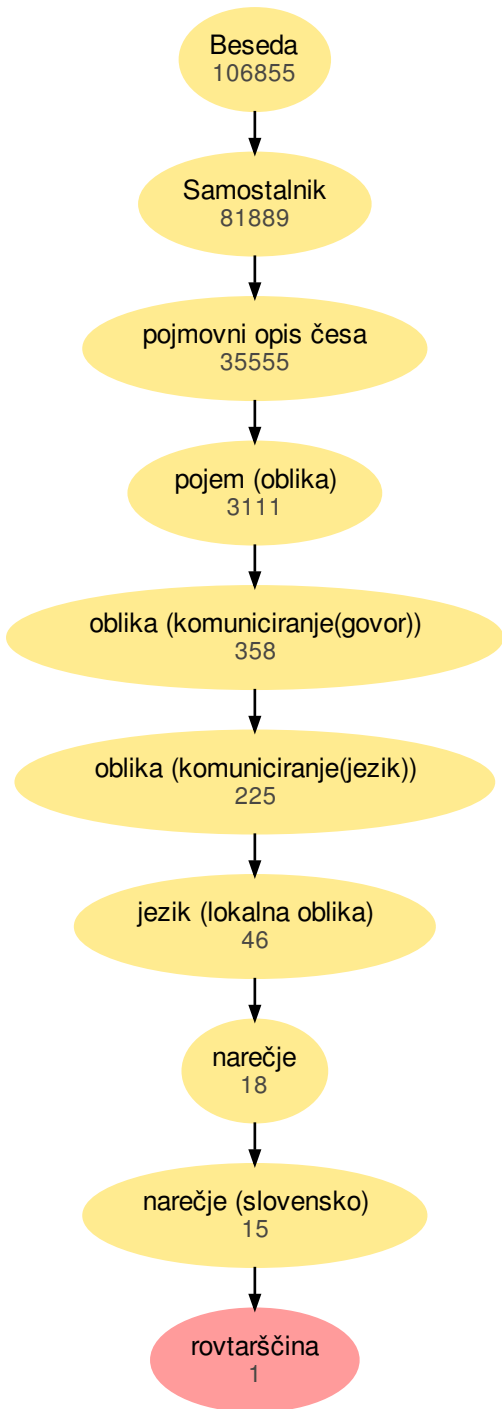 Beseda
106855
Samostalnik
81889
pojmovni opis česa
35555
pojem (oblika)
3111
oblika (komuniciranje(govor))
358
oblika (komuniciranje(jezik))
225
jezik (lokalna oblika)
46
narečje
18
narečje (slovensko)
15
rovtarščina
1